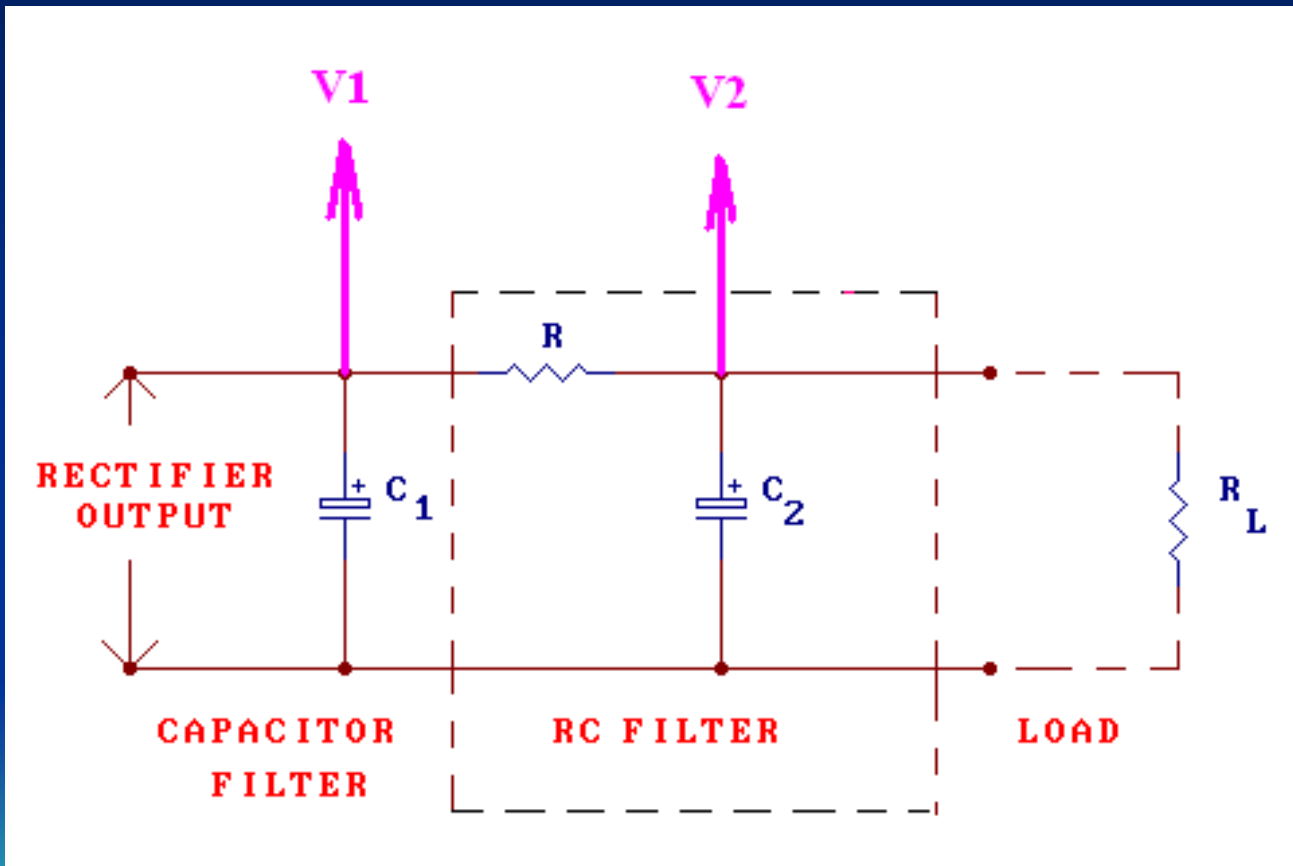 V1
V2
R
RECTIFIER
OUTPUT
+ C1
+ C2
RL
CAPACITOR
FILTER
RC FILTER
LOAD